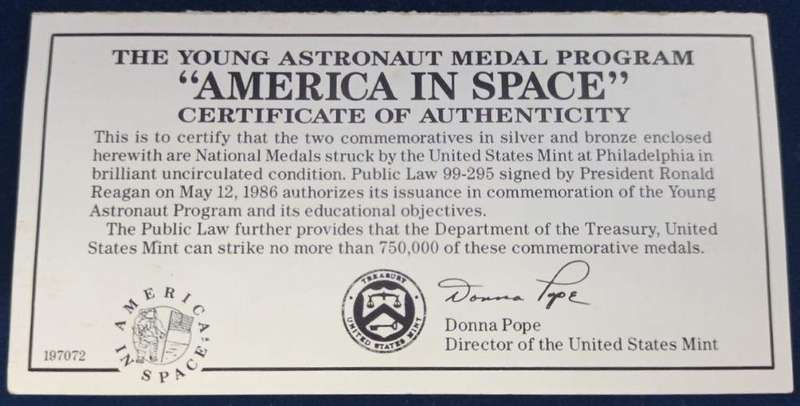 THE YOUNG ASTRONAUT MEDAL PROGRAM
“AMERICA IN SPACE”
CERTIFICATE OF AUTHENTICITY
This is to certify that the two commemoratives in silver and bronze enclosed
herewith are National Medals struck by the United States Mint at Philadelphia in
brilliant uncirculated condition. Public Law 99-295 signed by President Ronald
Reagan on May 12, 1986 authorizes its issuance in commemoration of the Young
Astronaut Program and its educational objectives.
The Public Law further provides that the Department of the Treasury, United
States Mint can strike no more than 750,000 of these commemorative medals.
AMERICA
IN SPACE
197072
TREASURY
UNITED STATES MINT
Donna Pope
Donna Pope
Director of the United States Mint